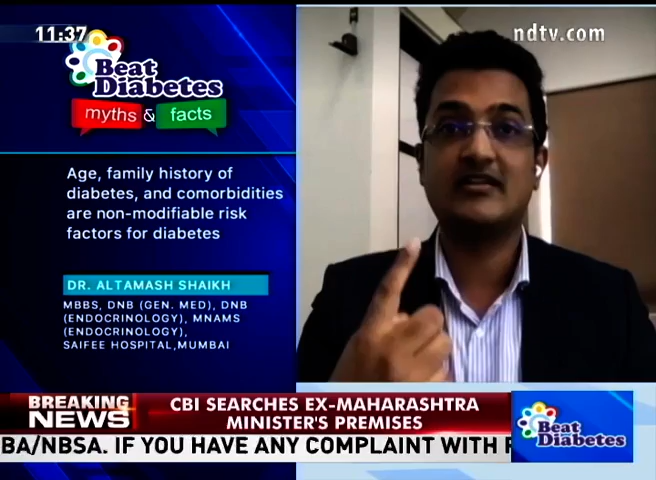 11:37
ndtv.com
Beat
Diabetes
myths & facts
Age, family history of
diabetes, and comorbidities
are non-modifiable risk
factors for diabetes
DR. ALTAMASH SHAIKH
MBBS, DNB (GEN. MED), DNB
(ENDOCRINOLOGY), MNAMS
(ENDOCRINOLOGY),
SAIFEE HOSPITAL,MUMBAI
BREAKING
NEWS
CBI SEARCHES EX-MAHARASHTRA
MINISTER'S PREMISES
Beat
Diabetes
BA/NBSA. IF YOU HAVE ANY COMPLAINT WITH